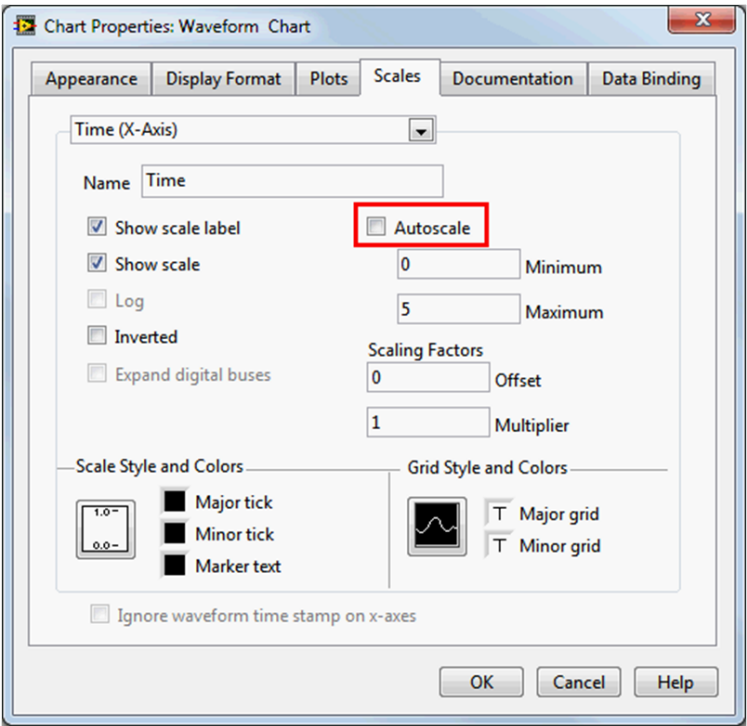 Chart Properties: Waveform Chart
Appearance Display Format Plots Scales Documentation Data Binding
Time (X-Axis)
Name Time
Show scale label Autoscale
Show scale 0 Minimum
Log 5 Maximum
Inverted
Scaling Factors
Expand digital buses 0 Offset
1 Multiplier
Scale Style and Colors Grid Style and Colors
1.0 Major tick T Major grid
0.0 Minor tick T Minor grid
Marker text
Ignore waveform time stamp on x-axes
OK Cancel Help